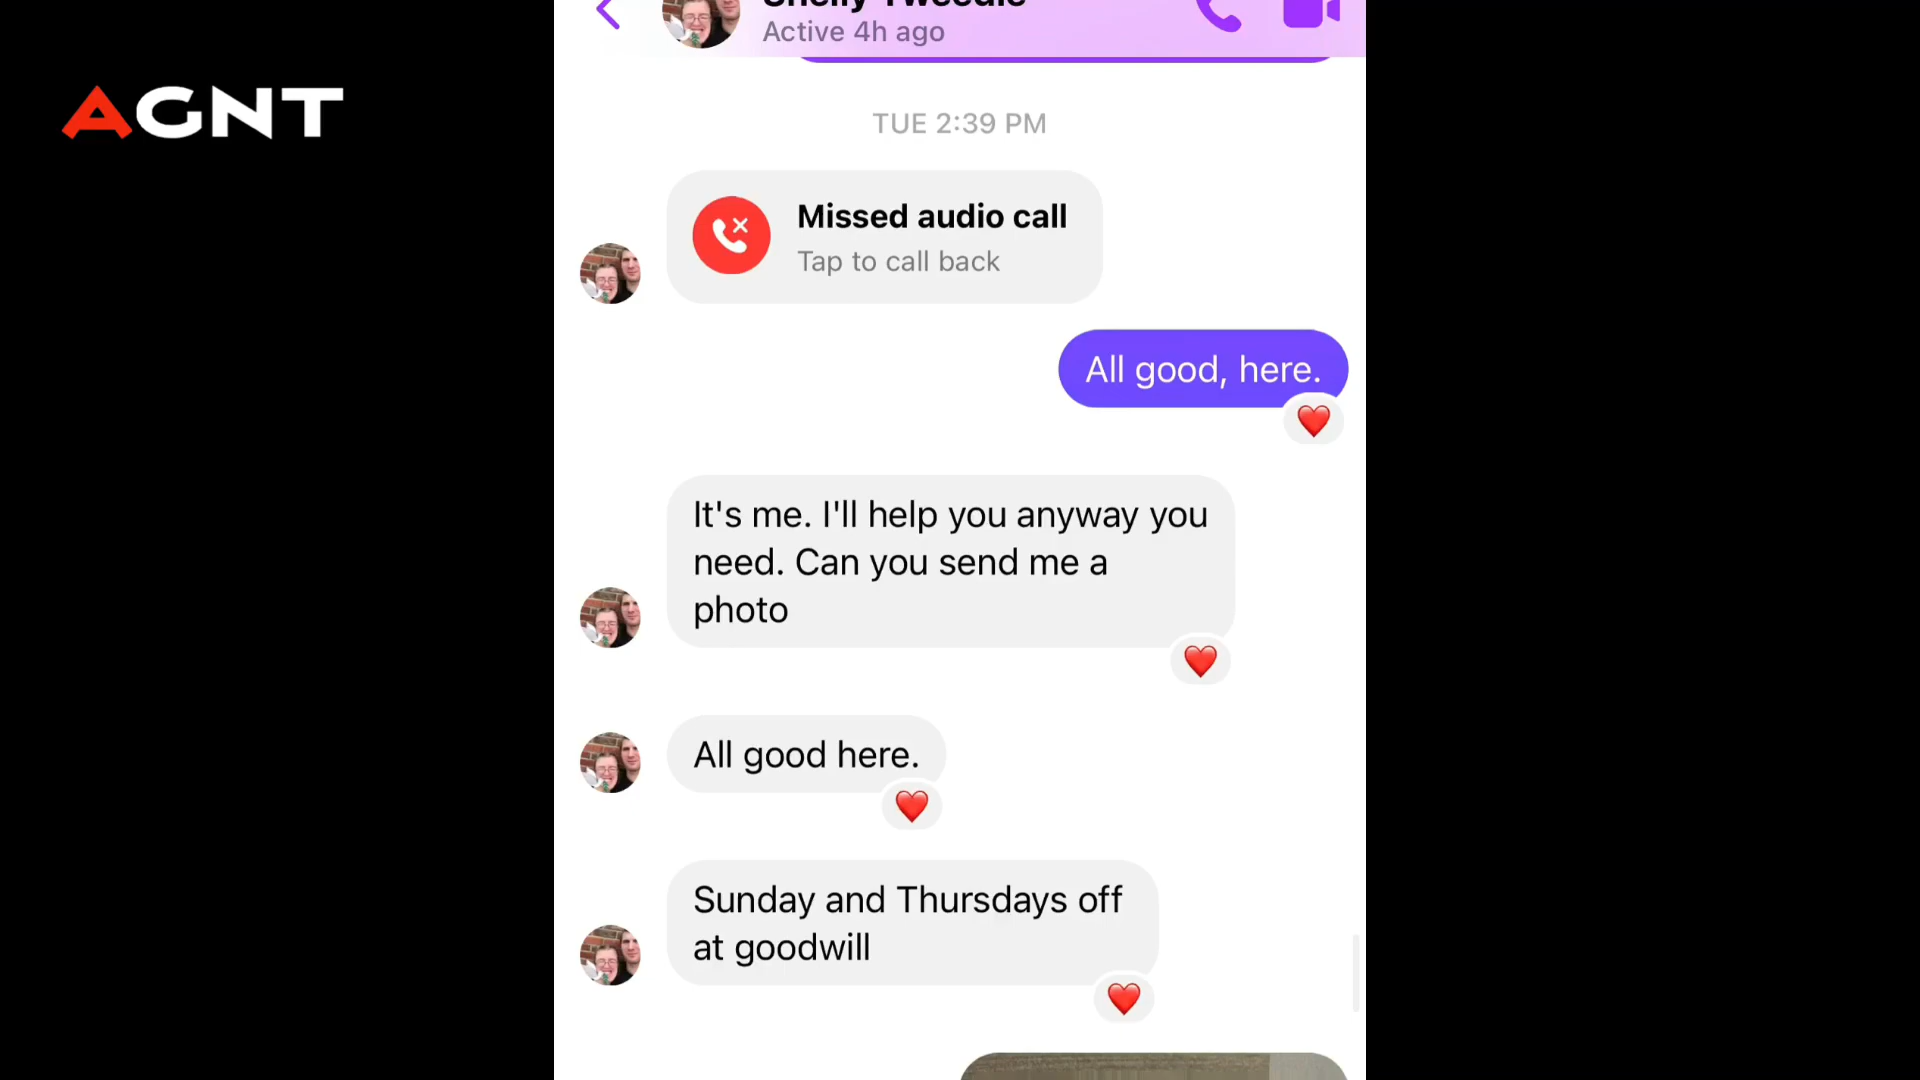 AGNT
Active 4h ago
TUE 2:39 PM
Missed audio call
Tap to call back
All good, here.
It's me. I'll help you anyway you
need. Can you send me a
photo
All good here.
Sunday and Thursdays off
at goodwill